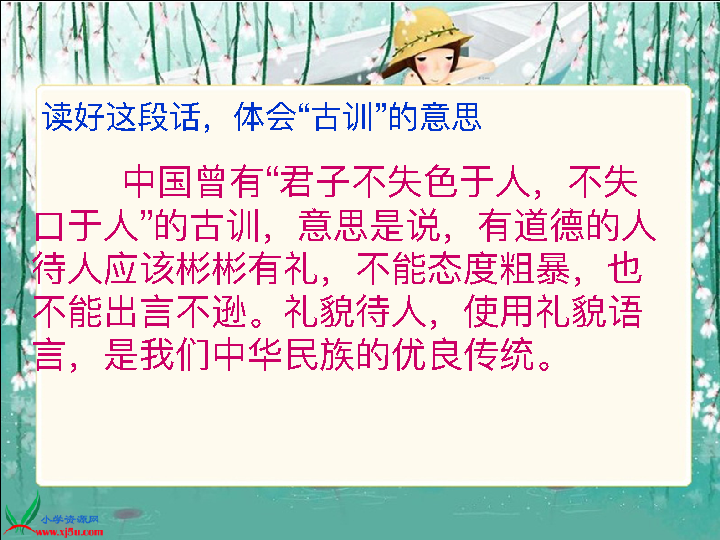 读好这段话，体会“古训”的意思
中国曾有“君子不失色于人，不失
口于人”的古训，意思是说，有道德的人
待人应该彬彬有礼，不能态度粗暴，也
不能出言不逊。礼貌待人，使用礼貌语
言，是我们中华民族的优良传统。
小学资源网
www.xj5u.com